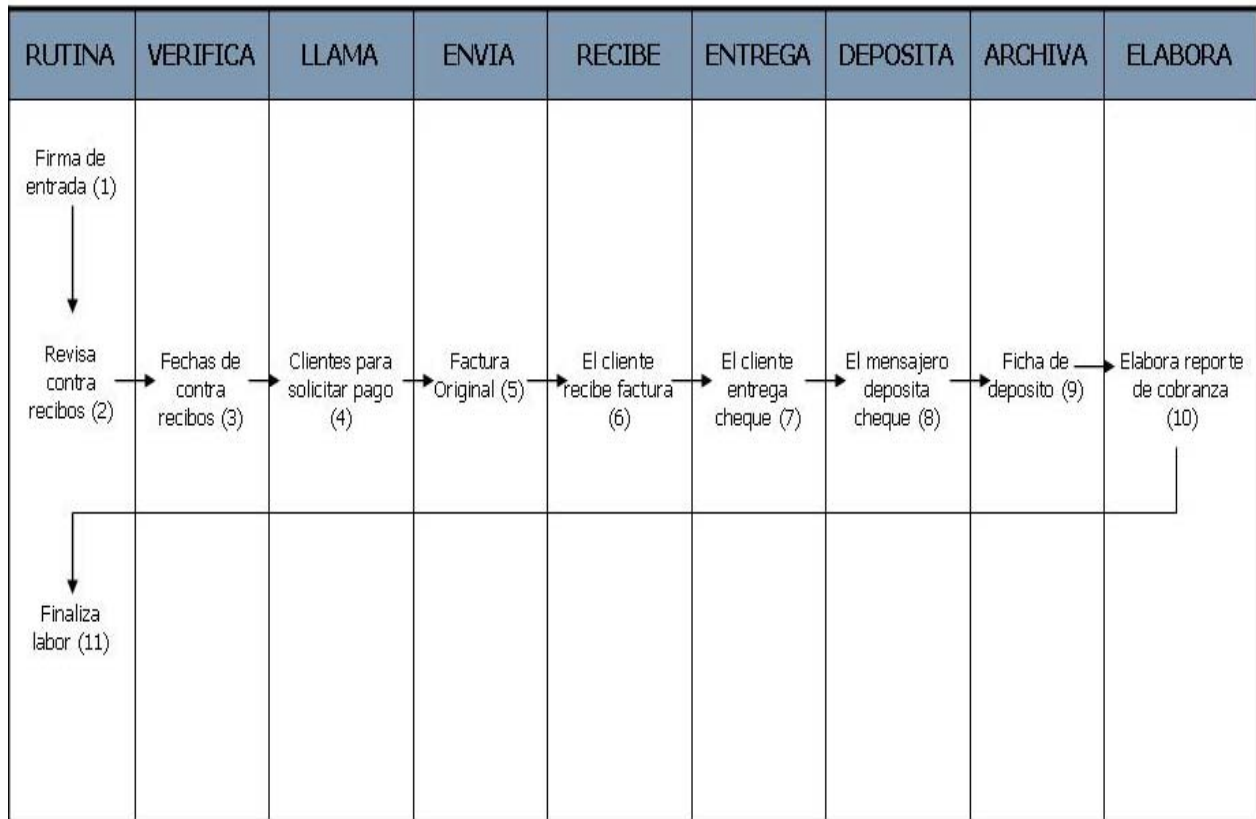 RUTINA
VERIFICA
LLAMA
ENVIA
RECIBE
ENTREGA
DEPOSITA
ARCHIVA
ELABORA
Firma de
entrada (1)
Revisa
contra
recibos (2)
Fechas de
contra
recibos (3)
Clientes para
solicitar pago
(4)
Factura
Original (5)
El cliente
recibe factura
(6)
El cliente
entrega
cheque (7)
El mensajero
deposita
cheque (8)
Ficha de
deposito (9)
Elabora reporte
de cobranza
(10)
Finaliza
labor (11)